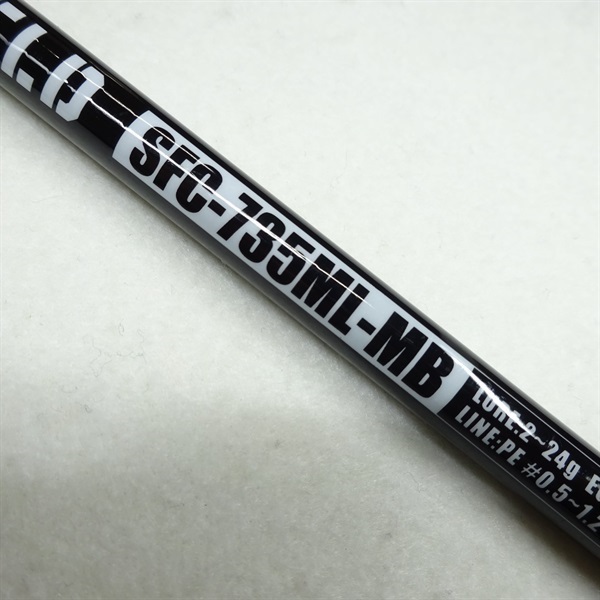 SFC-735ML-MB
LURE:2~24g
LINE:PE #0.5~1.2